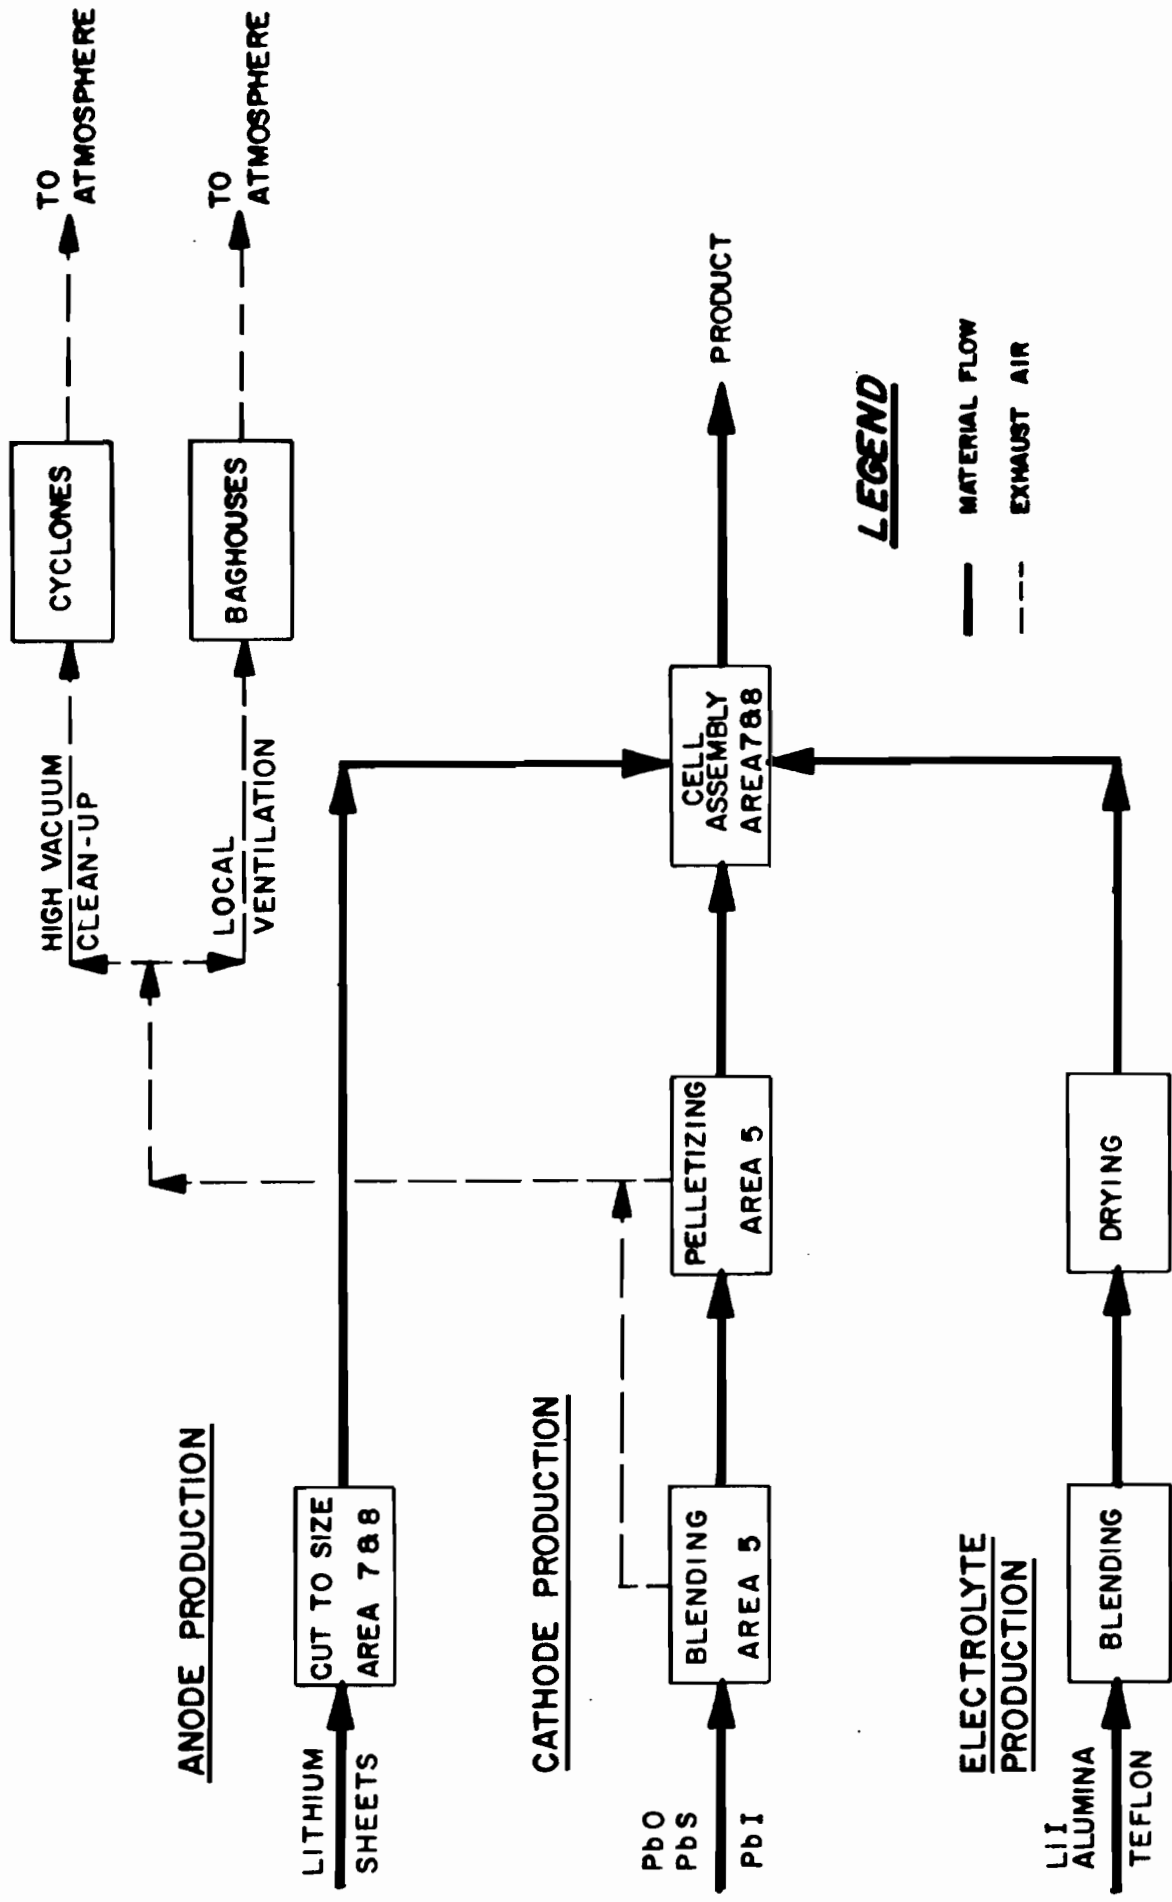 HIGH VACUUM
CLEAN-UP
CYCLONES
TO
ATMOSPHERE
LOCAL
VENTILATION
BAGHOUSES
TO
ATMOSPHERE
ANODE PRODUCTION
LITHIUM
SHEETS
CUT TO SIZE
AREA 7&8
CATHODE PRODUCTION
PbO
PbS
PbI
BLENDING
AREA 5
PELLETIZING
AREA 5
CELL
ASSEMBLY
AREA 7&8
PRODUCT
ELECTROLYTE
PRODUCTION
LiI
ALUMINA
TEFLON
BLENDING
DRYING
LEGEND
MATERIAL FLOW
EXHAUST AIR